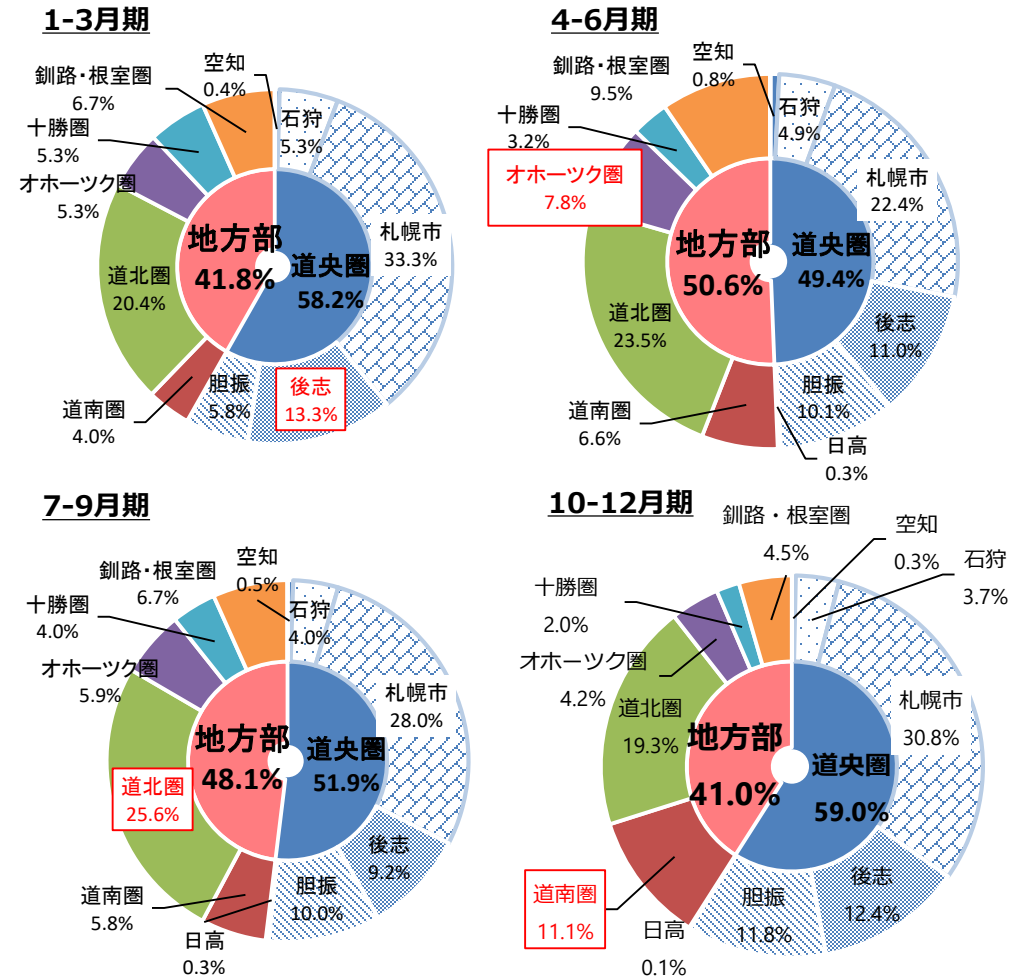 1-3月期
空知
0.4%
釧路・根室圏
6.7%
十勝圏
5.3%
オホーツク圏
5.3%
道北圏
20.4%
道南圏
4.0%
石狩
5.3%
札幌市
33.3%
後志
13.3%
胆振
5.8%
地方部
41.8%
道央圏
58.2%
4-6月期
空知
0.8%
釧路・根室圏
9.5%
十勝圏
3.2%
オホーツク圏
7.8%
道北圏
23.5%
道南圏
6.6%
石狩
4.9%
札幌市
22.4%
後志
11.0%
胆振
10.1%
日高
0.3%
地方部
50.6%
道央圏
49.4%
7-9月期
空知
0.5%
釧路・根室圏
6.7%
十勝圏
4.0%
オホーツク圏
5.9%
道北圏
25.6%
道南圏
5.8%
石狩
4.0%
札幌市
28.0%
後志
9.2%
胆振
10.0%
日高
0.3%
地方部
48.1%
道央圏
51.9%
10-12月期
釧路・根室圏
4.5%
空知
0.3%
石狩
3.7%
十勝圏
2.0%
オホーツク圏
4.2%
道北圏
19.3%
道南圏
11.1%
札幌市
30.8%
後志
12.4%
胆振
11.8%
日高
0.1%
地方部
41.0%
道央圏
59.0%